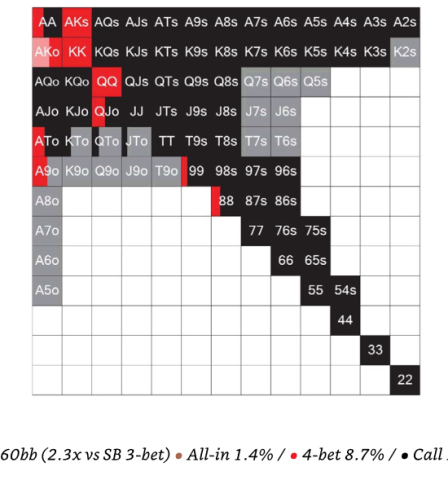 AA AKs AQs AJs ATs A9s A8s A7s A6s A5s A4s A3s A2s
AKo KK KQs KJs KTs K9s K8s K7s K6s K5s K4s K3s K2s
AQo KQo QQ QJs QTs Q9s Q8s Q7s Q6s Q5s
AJo KJo QJo JJ JTs J9s J8s J7s J6s
ATo KTo QTo JTo TT T9s T8s T7s T6s
A9o K9o Q9o J9o T9o 99 98s 97s 96s
A8o 88 87s 86s
A7o 77 76s 75s
A6o 66 65s
A5o 55 54s
44
33
22
60bb (2.3x vs SB 3-bet) • All-in 1.4% / • 4-bet 8.7% / • Call